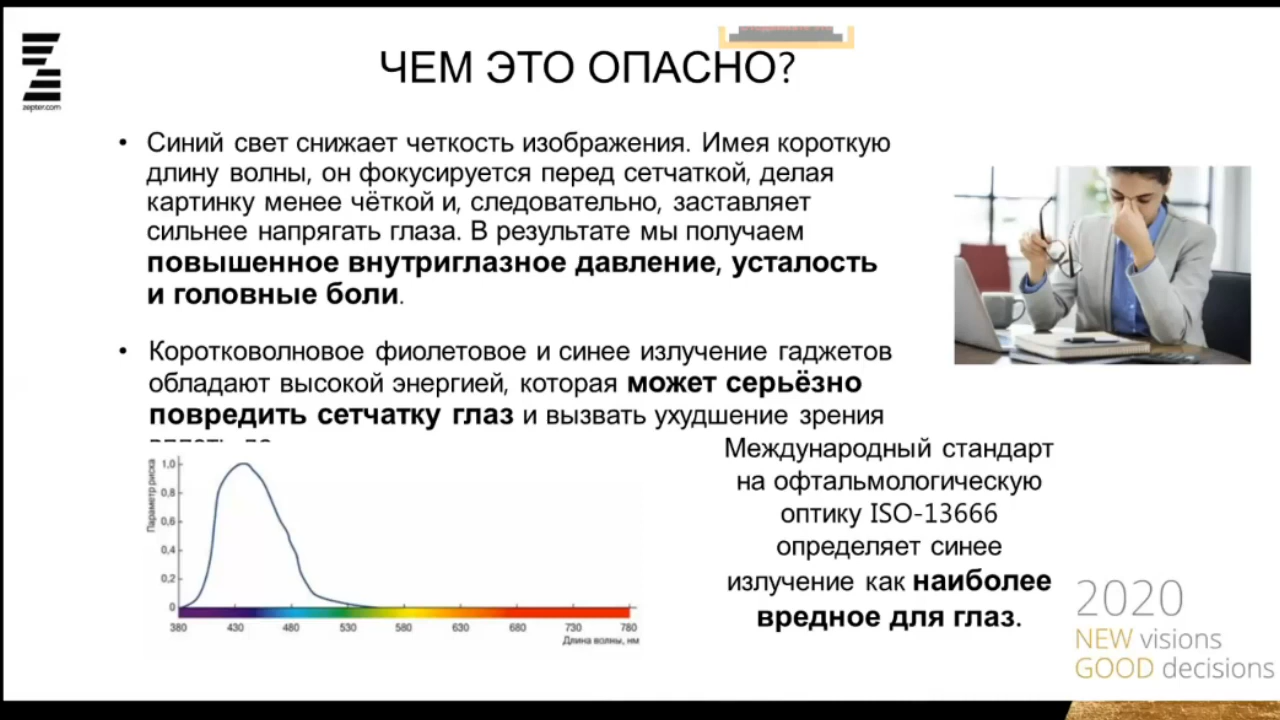 zepter.com
ЧЕМ ЭТО ОПАСНО?
• Синий свет снижает четкость изображения. Имея короткую
длину волны, он фокусируется перед сетчаткой, делая
картинку менее чёткой и, следовательно, заставляет
сильнее напрягать глаза. В результате мы получаем
повышенное внутриглазное давление, усталость
и головные боли.
• Коротковолновое фиолетовое и синее излучение гаджетов
обладают высокой энергией, которая может серьёзно
повредить сетчатку глаз и вызвать ухудшение зрения
Параметр риска
1,0
0,8
0,6
0,4
0,2
0
380 430 480 530 580 630 680 730 780
Длина волны, нм
Международный стандарт
на офтальмологическую
оптику ISO-13666
определяет синее
излучение как наиболее
вредное для глаз.
2020
NEW visions
GOOD decisions